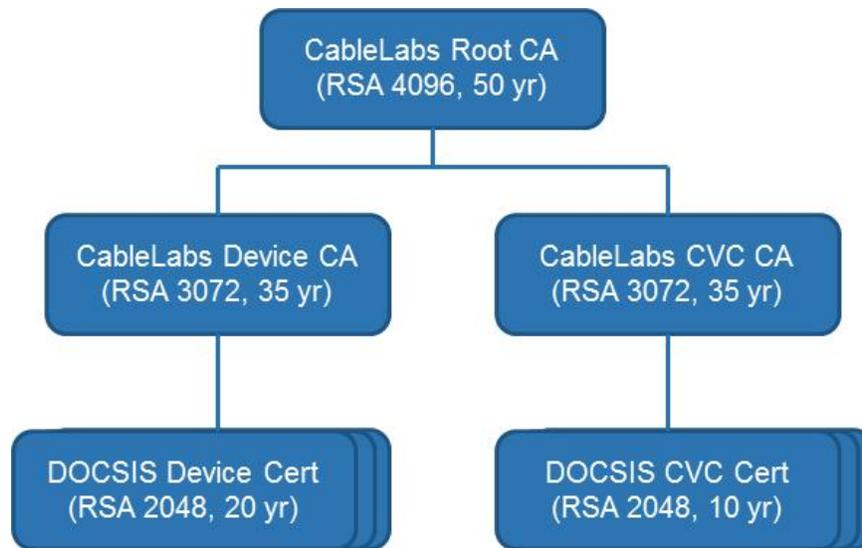 CableLabs Root CA
(RSA 4096, 50 yr)
CableLabs Device CA
(RSA 3072, 35 yr)
CableLabs CVC CA
(RSA 3072, 35 yr)
DOCSIS Device Cert
(RSA 2048, 20 yr)
DOCSIS CVC Cert
(RSA 2048, 10 yr)